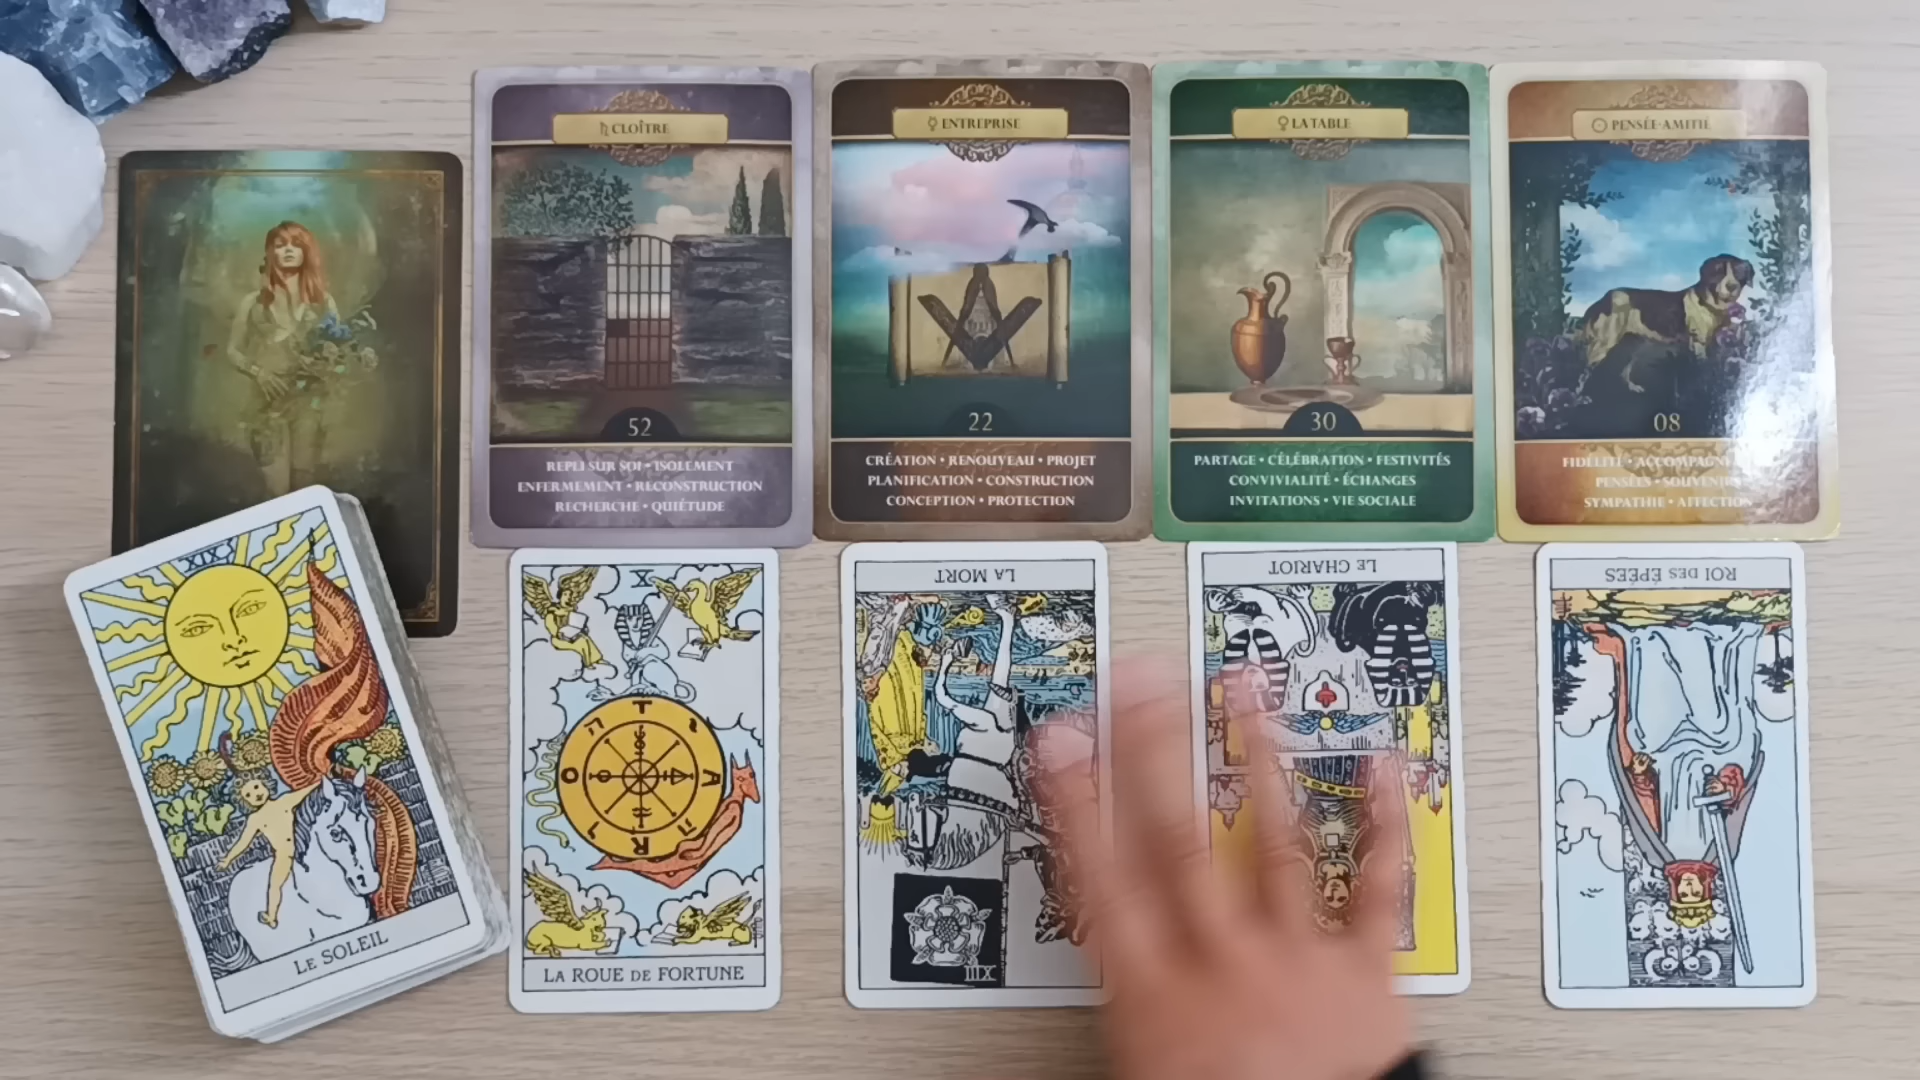 CLOÎTRE
52
REPLI SUR SOI • ISOLEMENT
ENFERMEMENT • RECONSTRUCTION
RECHERCHE • QUIÉTUDE
ENTREPRISE
22
CRÉATION • RENOUVEAU • PROJET
PLANIFICATION • CONSTRUCTION
CONCEPTION • PROTECTION
LA TABLE
30
PARTAGE • CÉLÉBRATION • FESTIVITÉS
CONVIVIALITÉ • ÉCHANGES
INVITATIONS • VIE SOCIALE
PENSÉE-AMITIÉ
08
FIDÉLITÉ •
PENSÉES • SOUVENIRS
SYMPATHIE • AFFECTION
XIX
LE SOLEIL
X
LA ROUE DE FORTUNE
LA MORT
XIII
LE CHARIOT
ROI DES ÉPÉES